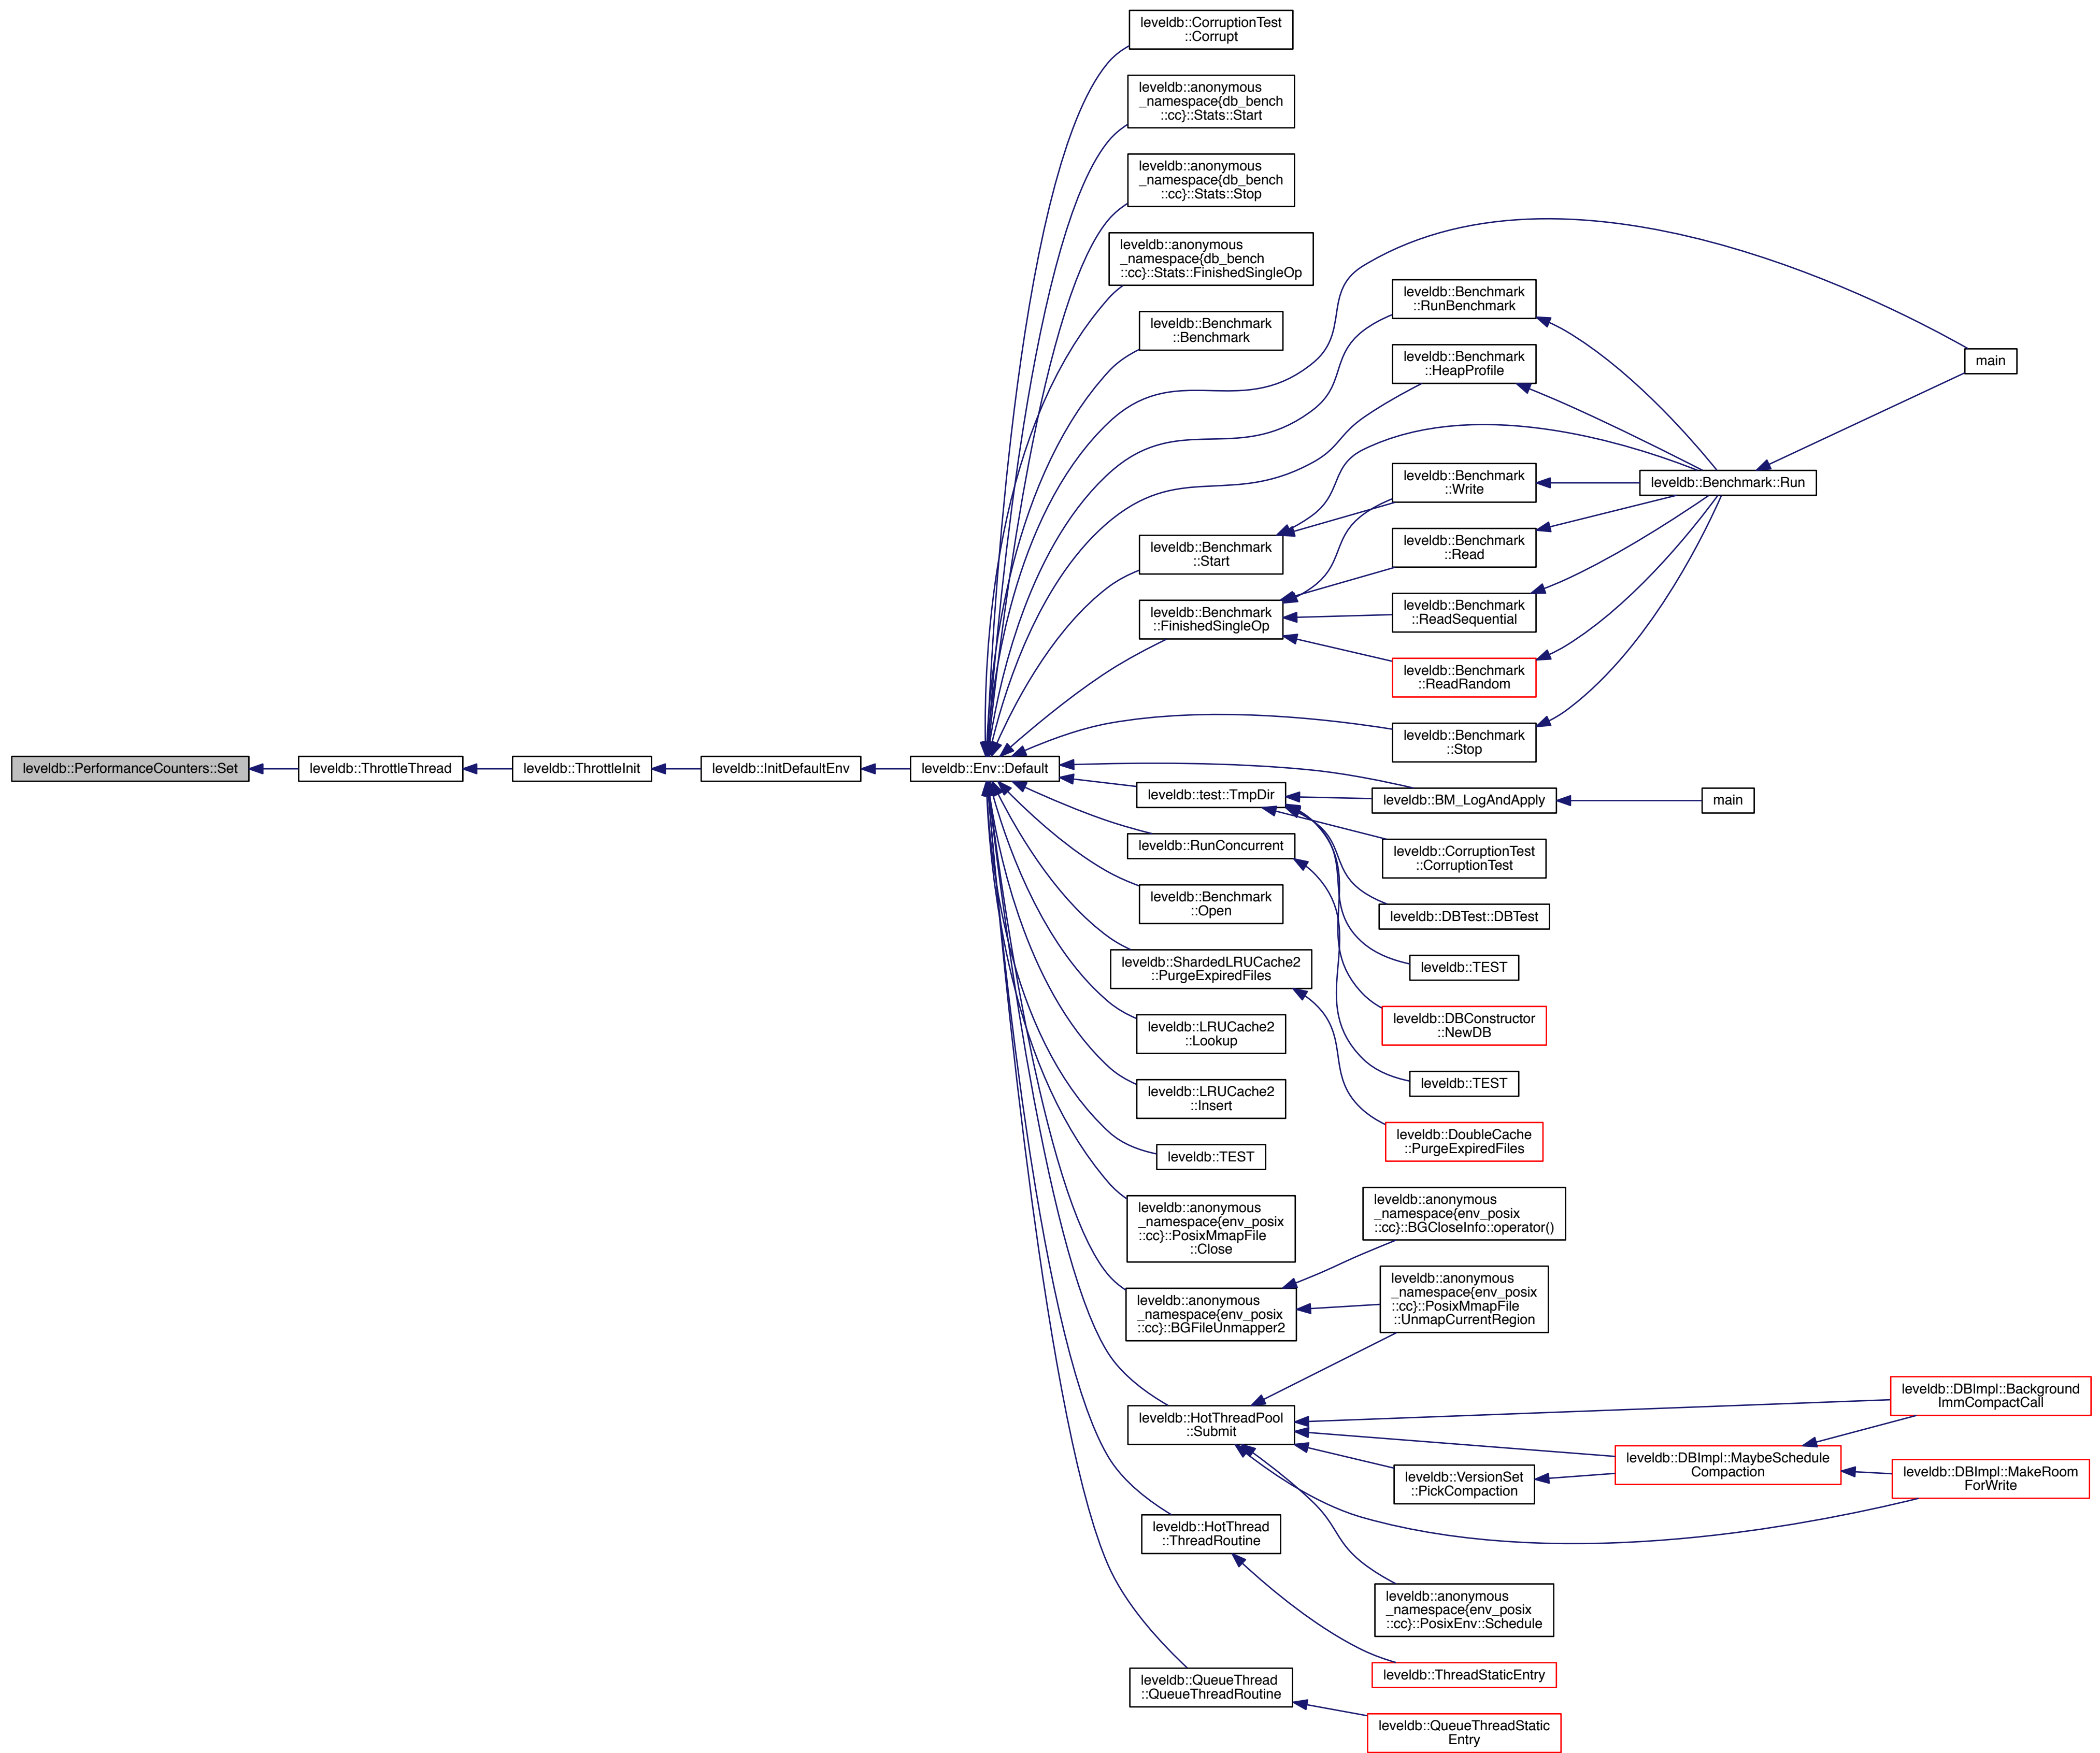 leveldb::PerformanceCounters::Set
leveldb::ThrottleThread
leveldb::ThrottleInit
leveldb::InitDefaultEnv
leveldb::Env::Default
leveldb::CorruptionTest
::Corrupt
leveldb::anonymous
_namespace{db_bench
::cc}::Stats::Start
leveldb::anonymous
_namespace{db_bench
::cc}::Stats::Stop
leveldb::anonymous
_namespace{db_bench
::cc}::Stats::FinishedSingleOp
leveldb::Benchmark
::Benchmark
leveldb::Benchmark
::Start
leveldb::Benchmark
::FinishedSingleOp
leveldb::test::TmpDir
leveldb::RunConcurrent
leveldb::Benchmark
::Open
leveldb::ShardedLRUCache2
::PurgeExpiredFiles
leveldb::LRUCache2
::Lookup
leveldb::LRUCache2
::Insert
leveldb::TEST
leveldb::anonymous
_namespace{env_posix
::cc}::PosixMmapFile
::Close
leveldb::anonymous
_namespace{env_posix
::cc}::BGFileUnmapper2
leveldb::HotThreadPool
::Submit
leveldb::HotThread
::ThreadRoutine
leveldb::QueueThread
::QueueThreadRoutine
leveldb::Benchmark
::RunBenchmark
leveldb::Benchmark
::HeapProfile
leveldb::Benchmark
::Write
leveldb::Benchmark
::Read
leveldb::Benchmark
::ReadSequential
leveldb::Benchmark
::ReadRandom
leveldb::Benchmark
::Stop
leveldb::BM_LogAndApply
leveldb::CorruptionTest
::CorruptionTest
leveldb::DBTest::DBTest
leveldb::TEST
leveldb::DBConstructor
::NewDB
leveldb::TEST
leveldb::DoubleCache
::PurgeExpiredFiles
leveldb::anonymous
_namespace{env_posix
::cc}::BGCloseInfo::operator()
leveldb::anonymous
_namespace{env_posix
::cc}::PosixMmapFile
::UnmapCurrentRegion
leveldb::VersionSet
::PickCompaction
leveldb::anonymous
_namespace{env_posix
::cc}::PosixEnv::Schedule
leveldb::ThreadStaticEntry
leveldb::QueueThreadStatic
Entry
leveldb::Benchmark::Run
main
leveldb::DBImpl::MaybeSchedule
Compaction
main
leveldb::DBImpl::Background
ImmCompactCall
leveldb::DBImpl::MakeRoom
ForWrite